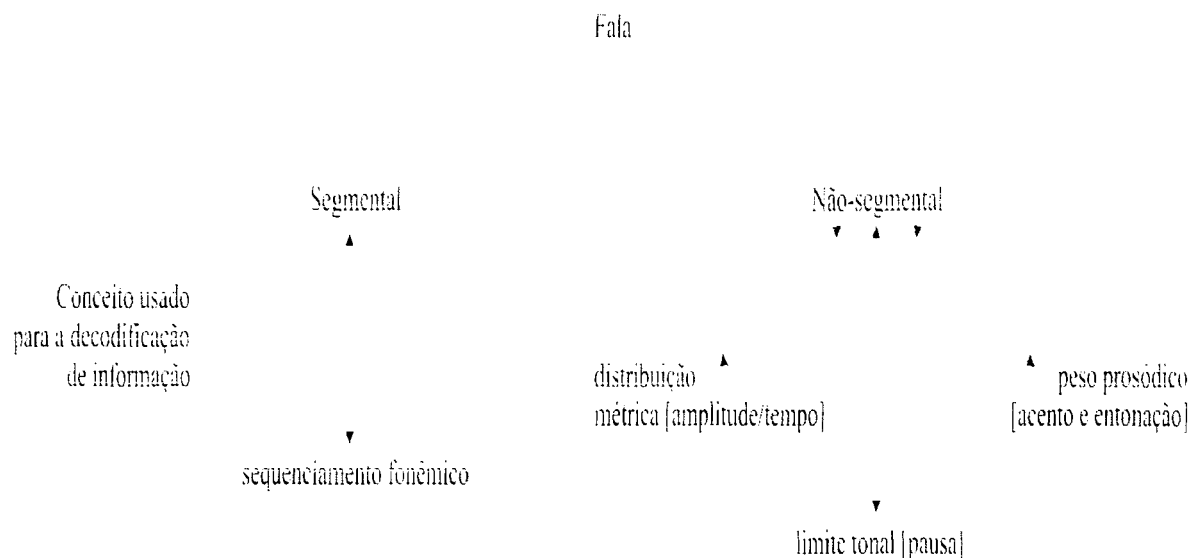 Fala
Segmental
Não-segmental
Conceito usado
para a decodificação
de informação
distribuição
métrica [amplitude/tempo]
peso prosódico
[acento e entonação]
sequenciamento fonêmico
limite tonal [pausa]